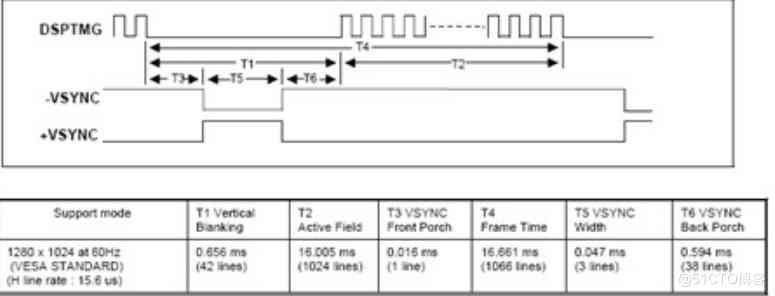 DSPTMG
T4
T1
T2
T3
T5
T6
-VSYNC
+VSYNC
Support mode
T1 Vertical
Blanking
T2
Active Field
T3 VSYNC
Front Porch
T4
Frame Time
T5 VSYNC
Width
T6 VSYNC
Back Porch
1280 x 1024 at 60Hz
(VESA STANDARD)
(H line rate : 15.6 us)
0.656 ms
(42 lines)
16.005 ms
(1024 lines)
0.016 ms
(1 line)
16.661 ms
(1066 lines)
0.047 ms
(3 lines)
0.594 ms
(38 lines)
@51CTO博客